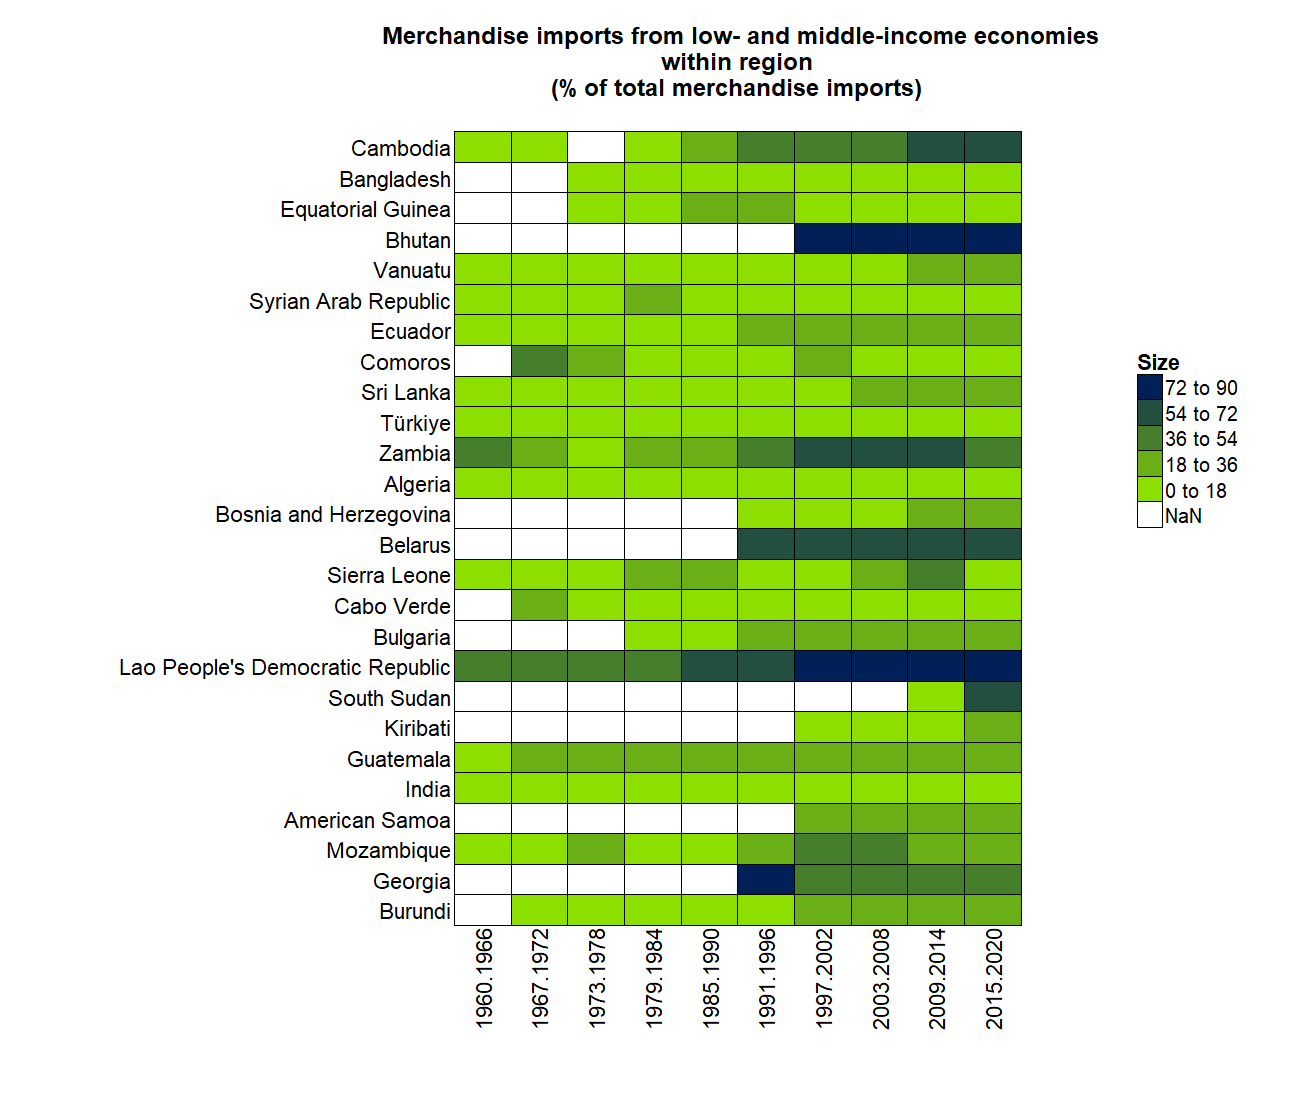 Merchandise imports from low- and middle-income economies
within region
(% of total merchandise imports)
Cambodia
Bangladesh
Equatorial Guinea
Bhutan
Vanuatu
Syrian Arab Republic
Ecuador
Comoros
Sri Lanka
Türkiye
Zambia
Algeria
Bosnia and Herzegovina
Belarus
Sierra Leone
Cabo Verde
Bulgaria
Lao People's Democratic Republic
South Sudan
Kiribati
Guatemala
India
American Samoa
Mozambique
Georgia
Burundi
1960.1966
1967.1972
1973.1978
1979.1984
1985.1990
1991.1996
1997.2002
2003.2008
2009.2014
2015.2020
Size
72 to 90
54 to 72
36 to 54
18 to 36
0 to 18
NaN